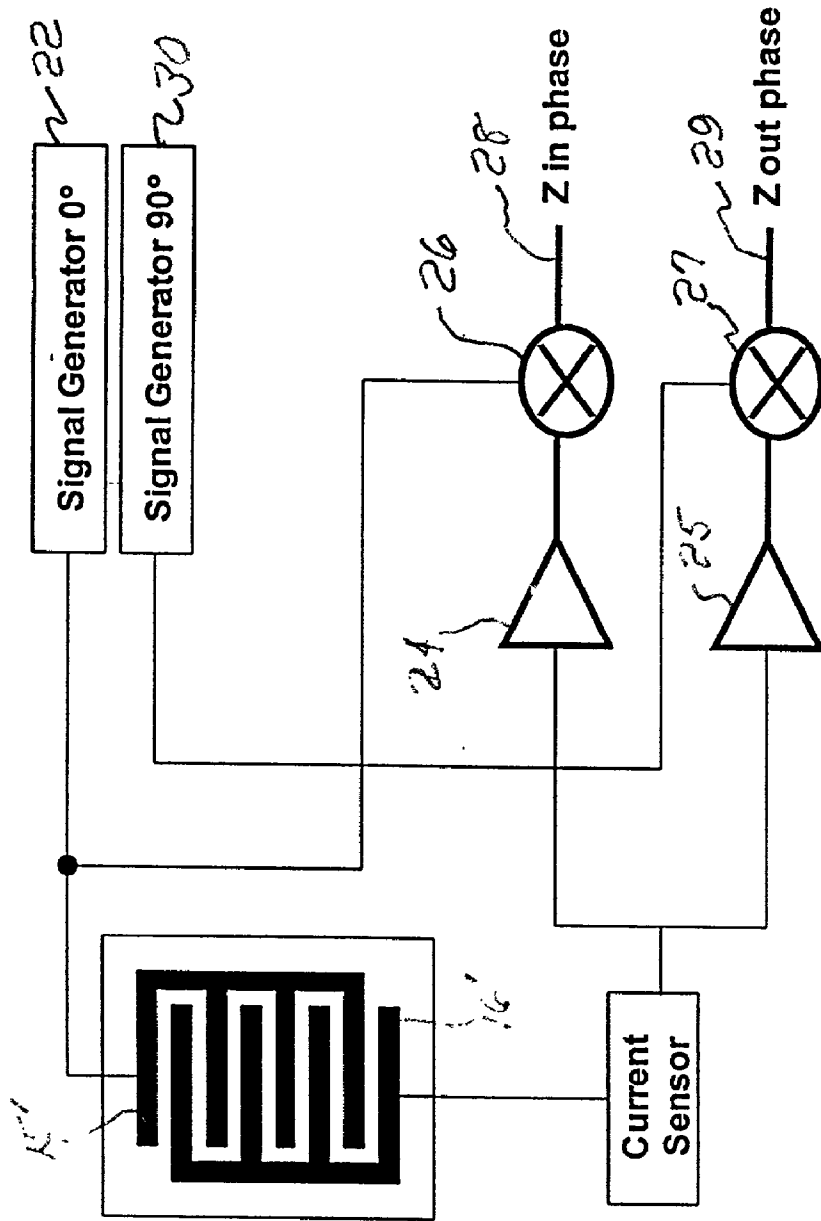 Signal Generator 0°
22
Signal Generator 90°
30
15'
16'
Current
Sensor
24
26
28
Z in phase
25
27
29
Z out phase